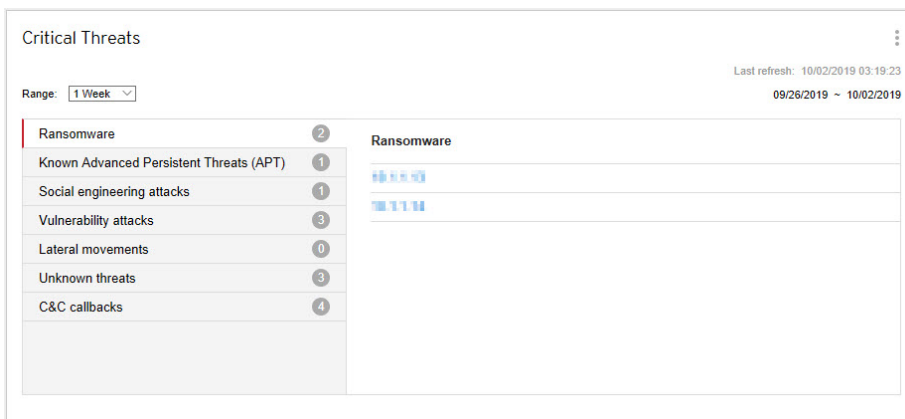 Critical Threats
Last refresh: 10/02/2019 03:19:23
Range: 1 Week
09/26/2019 ~ 10/02/2019
Ransomware 2
Known Advanced Persistent Threats (APT) 1
Social engineering attacks 1
Vulnerability attacks 3
Lateral movements 0
Unknown threats 3
C&C callbacks 4
Ransomware